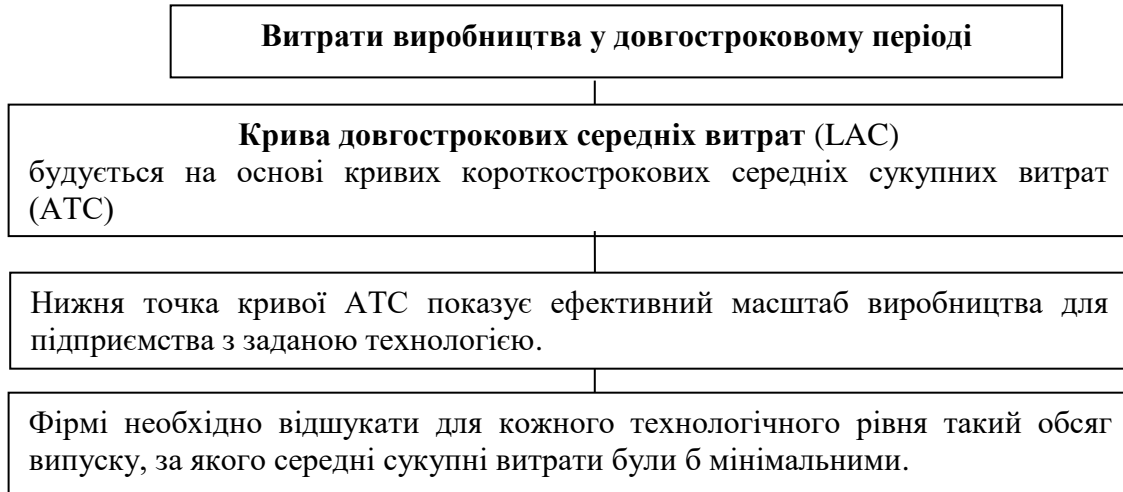 Витрати виробництва у довгостроковому періоді
Крива довгострокових середніх витрат (LAC)
будується на основі кривих короткострокових середніх сукупних витрат
(АТС)
Нижня точка кривої АТС показує ефективний масштаб виробництва для
підприємства з заданою технологією.
Фірмі необхідно відшукати для кожного технологічного рівня такий обсяг
випуску, за якого середні сукупні витрати були б мінімальними.